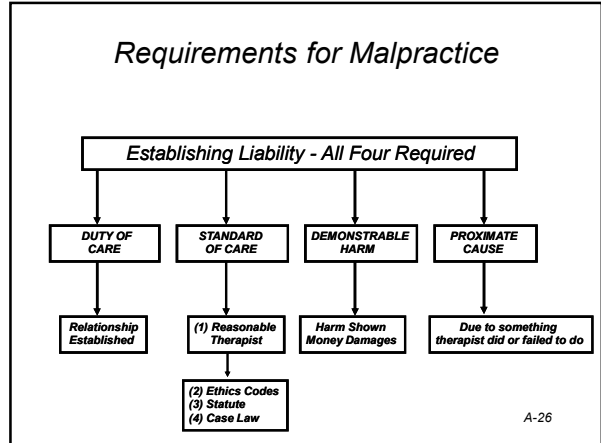 Requirements for Malpractice
Establishing Liability - All Four Required
DUTY OF
CARE
STANDARD
OF CARE
DEMONSTRABLE
HARM
PROXIMATE
CAUSE
Relationship
Established
(1) Reasonable
Therapist
Harm Shown
Money Damages
Due to something
therapist did or failed to do
(2) Ethics Codes
(3) Statute
(4) Case Law
A-26